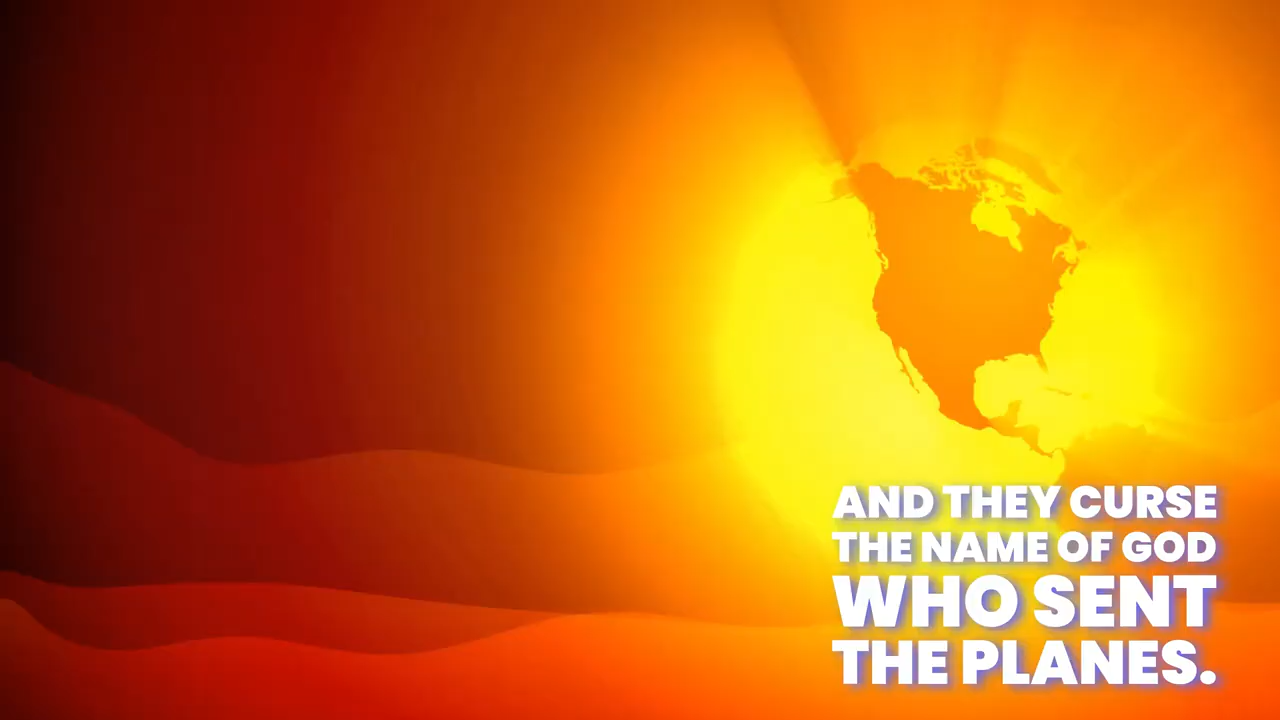 AND THEY CURSE
THE NAME OF GOD
WHO SENT
THE PLANES.